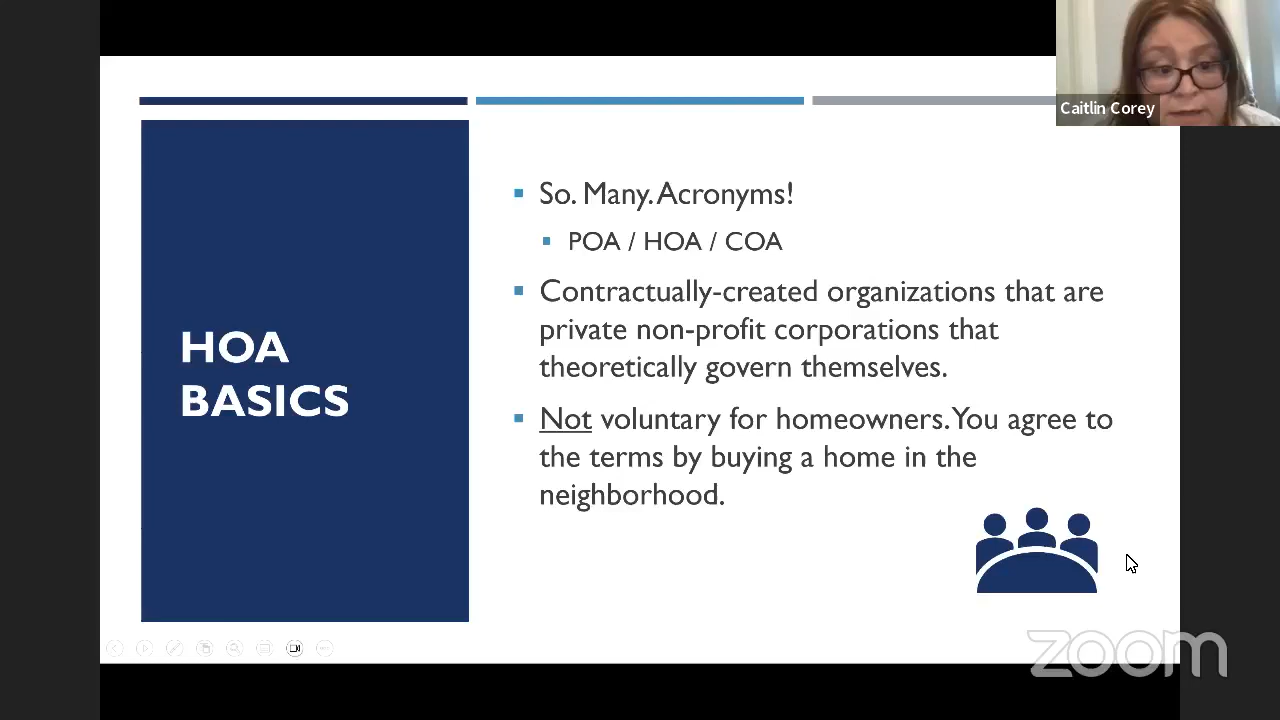 Caitlin Corey
HOA
BASICS
So. Many. Acronyms!
POA / HOA / COA
Contractually-created organizations that are
private non-profit corporations that
theoretically govern themselves.
Not voluntary for homeowners. You agree to
the terms by buying a home in the
neighborhood.
zoom